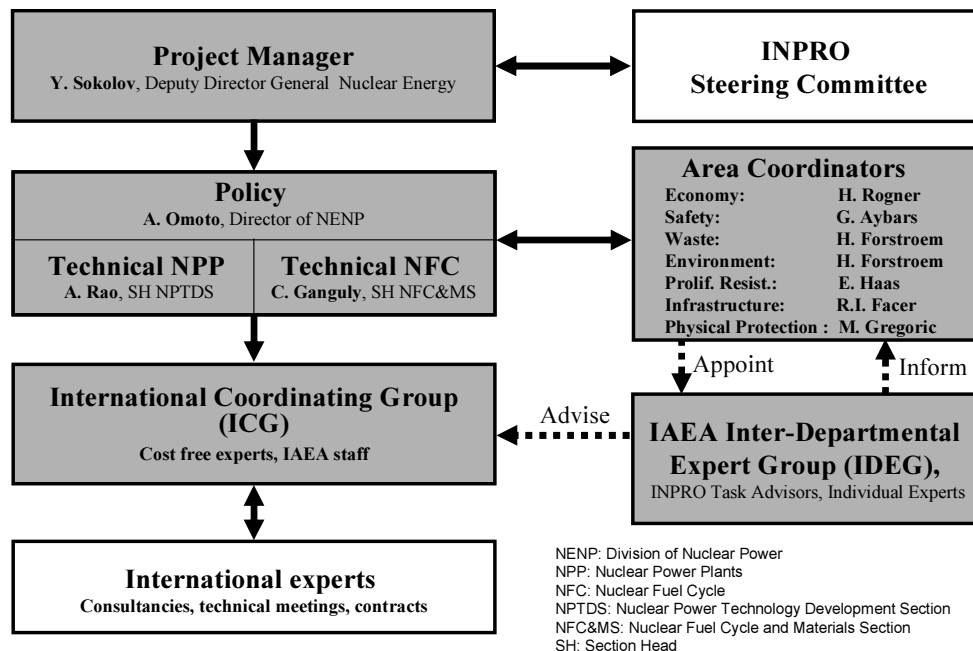 Project Manager
Y. Sokolov, Deputy Director General Nuclear Energy
INPRO
Steering Committee
Policy
A. Omoto, Director of NENP
Technical NPP
A. Rao, SH NPTDS
Technical NFC
C. Ganguly, SH NFC&MS
Area Coordinators
Economy: H. Rogner
Safety: G. Aybars
Waste: H. Forstroem
Environment: H. Forstroem
Prolif. Resist.: E. Haas
Infrastructure: R.I. Facer
Physical Protection : M. Gregoric
Appoint
Inform
International Coordinating Group
(ICG)
Cost free experts, IAEA staff
Advise
IAEA Inter-Departmental
Expert Group (IDEG),
INPRO Task Advisors, Individual Experts
International experts
Consultancies, technical meetings, contracts
NENP: Division of Nuclear Power
NPP: Nuclear Power Plants
NFC: Nuclear Fuel Cycle
NPTDS: Nuclear Power Technology Development Section
NFC&MS: Nuclear Fuel Cycle and Materials Section
SH: Section Head